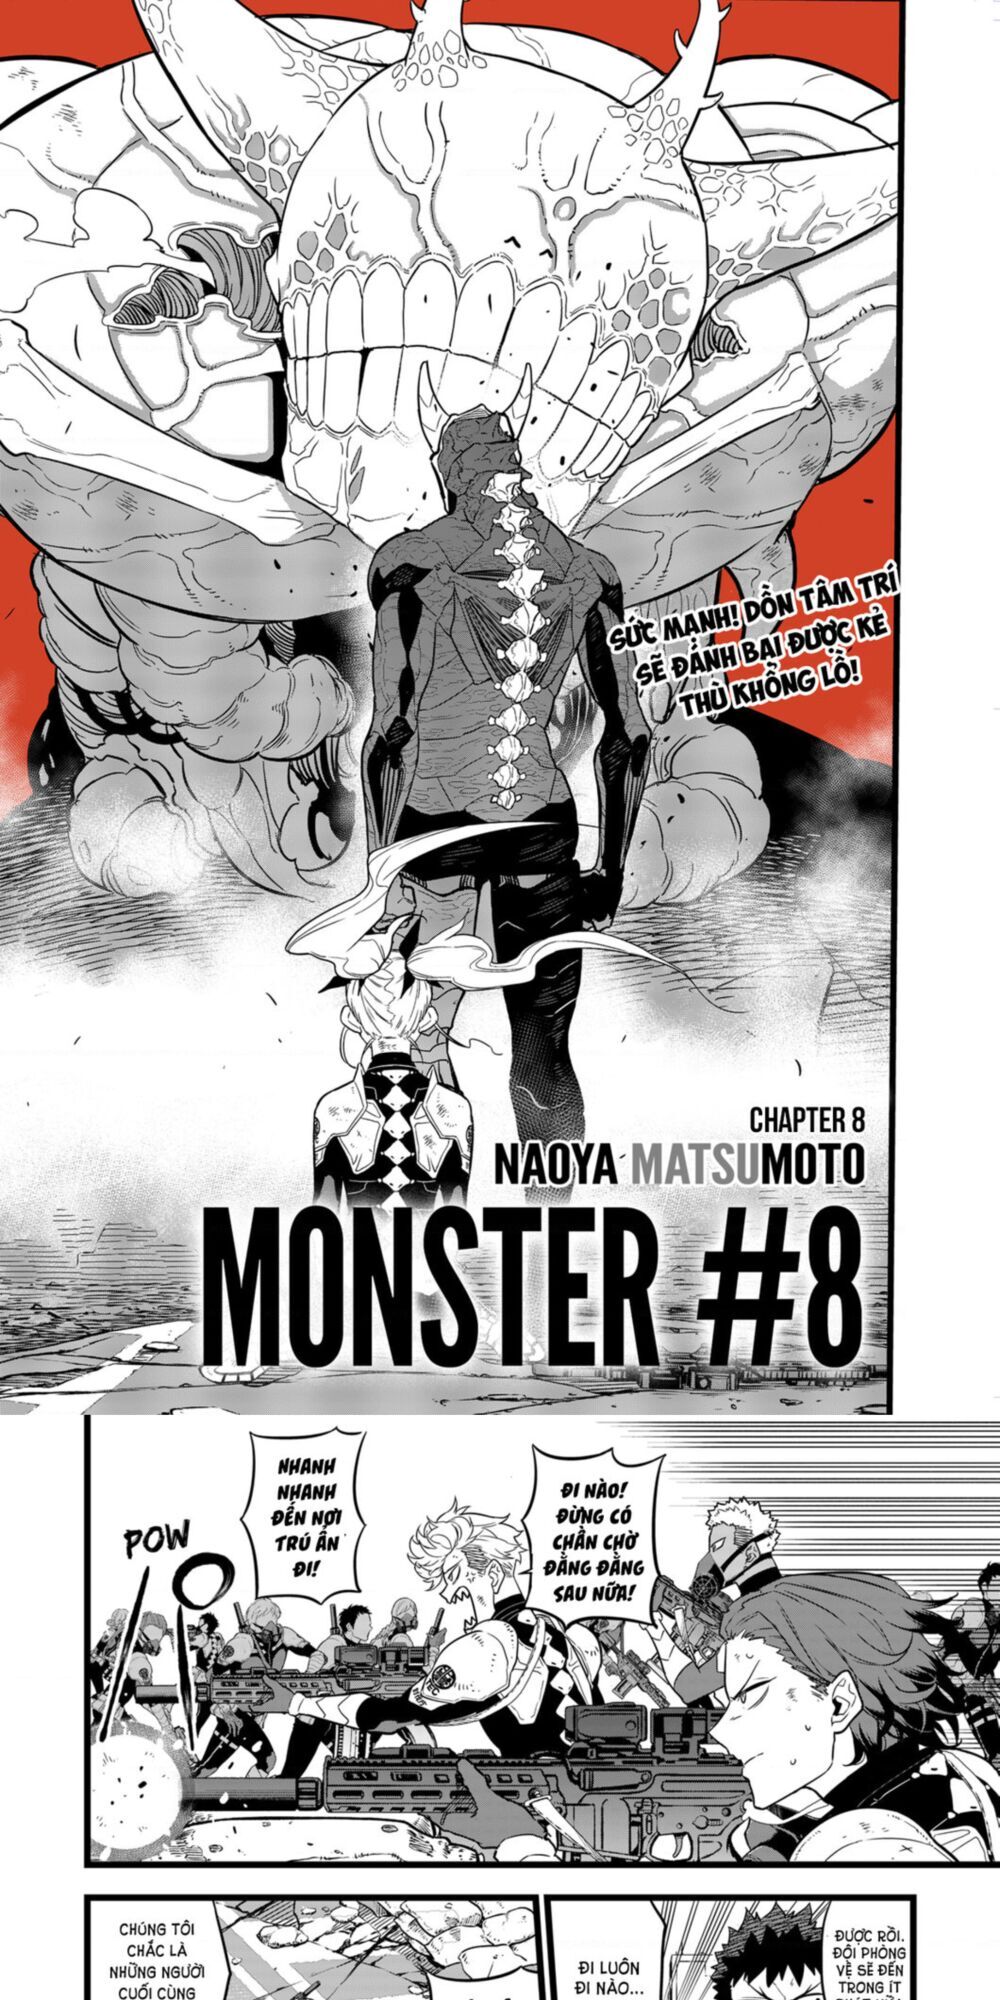 SỨC MẠNH! DỒN TÂM TRÍ
SẼ ĐÁNH BẠI ĐƯỢC KẺ
THÙ KHỔNG LỒ!
CHAPTER 8
NAOYA MATSUMOTO
MONSTER #8
NHANH
NHANH
ĐẾN NƠI
TRÚ ẨN
ĐI!
ĐI NÀO!
ĐỪNG CÓ
CHẦN CHỜ
ĐẰNG ĐẰNG
SAU NỮA!
POW
POW
ĐƯỢC RỒI.
ĐỘI PHÒNG
VỆ SẼ ĐẾN
TRONG ÍT
ĐI LUÔN
ĐI NÀO...
CHÚNG TÔI
CHẮC LÀ
NHỮNG NGƯỜI
CUỐI CÙNG